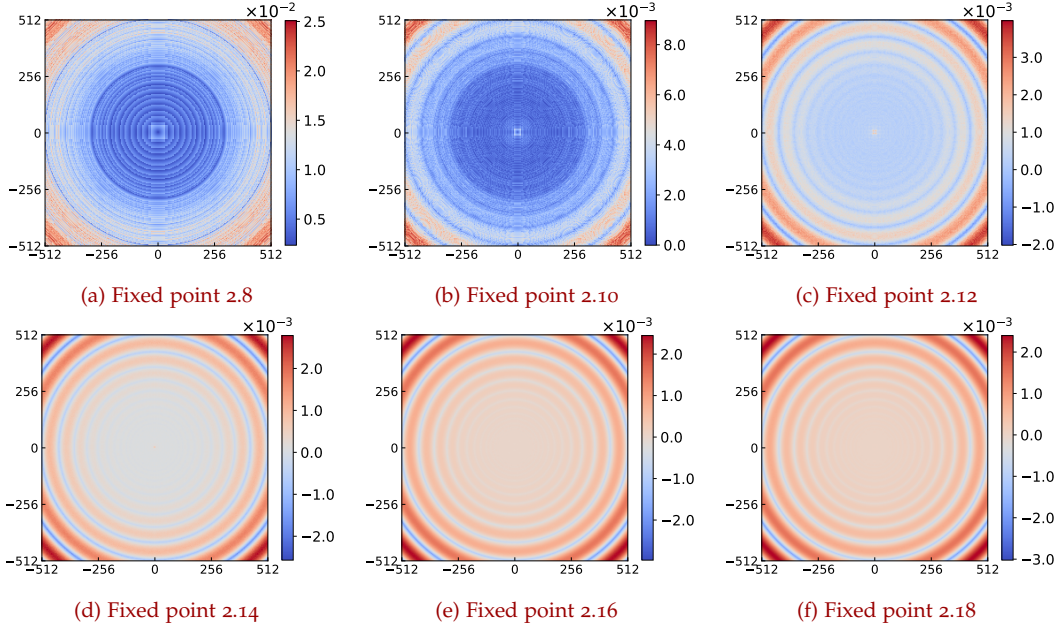 ×10⁻² ×10⁻³ ×10⁻³
512 2.5 512 8.0 512 4.0
256 2.0 256 6.0 256 3.0
2.0
0 1.5 0 4.0 0 1.0
1.0 0.0
−256 −256 2.0 −256 −1.0
0.5
−512 −512 0.0 −512 −2.0
−512 −256 0 256 512 −512 −256 0 256 512 −512 −256 0 256 512
(a) Fixed point 2.8 (b) Fixed point 2.10 (c) Fixed point 2.12
×10⁻³ ×10⁻³ ×10⁻³
512 512 512
2.0 2.0 2.0
256 1.0 256 1.0 256 1.0
0 0.0 0 0.0 0 0.0
−1.0 −1.0 −1.0
−256 −2.0 −256 −2.0 −256 −2.0
−512 −512 −512 −3.0
−512 −256 0 256 512 −512 −256 0 256 512 −512 −256 0 256 512
(d) Fixed point 2.14 (e) Fixed point 2.16 (f) Fixed point 2.18